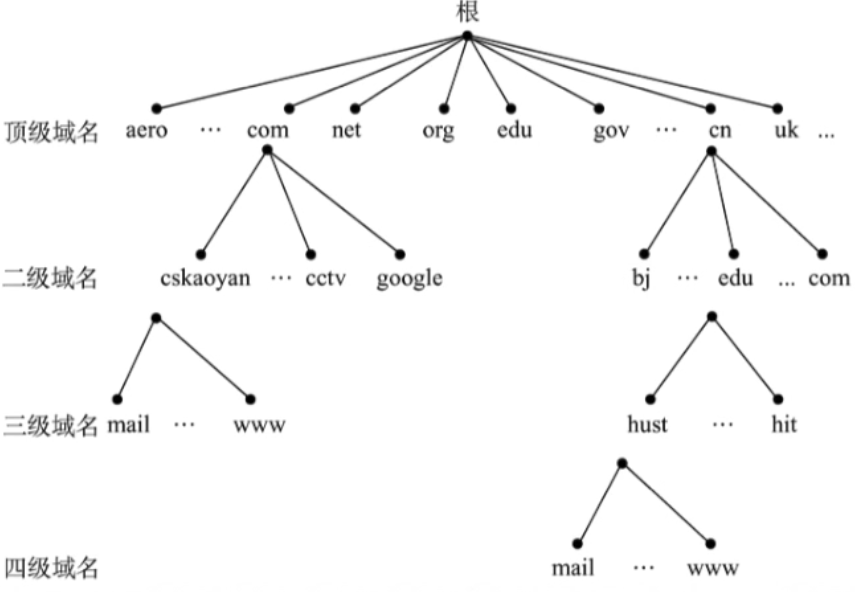 根
顶级域名 aero … com net org edu gov … cn uk ...
二级域名 cskaoyan … cctv google bj … edu ... com
三级域名 mail … www hust … hit
四级域名 mail … www